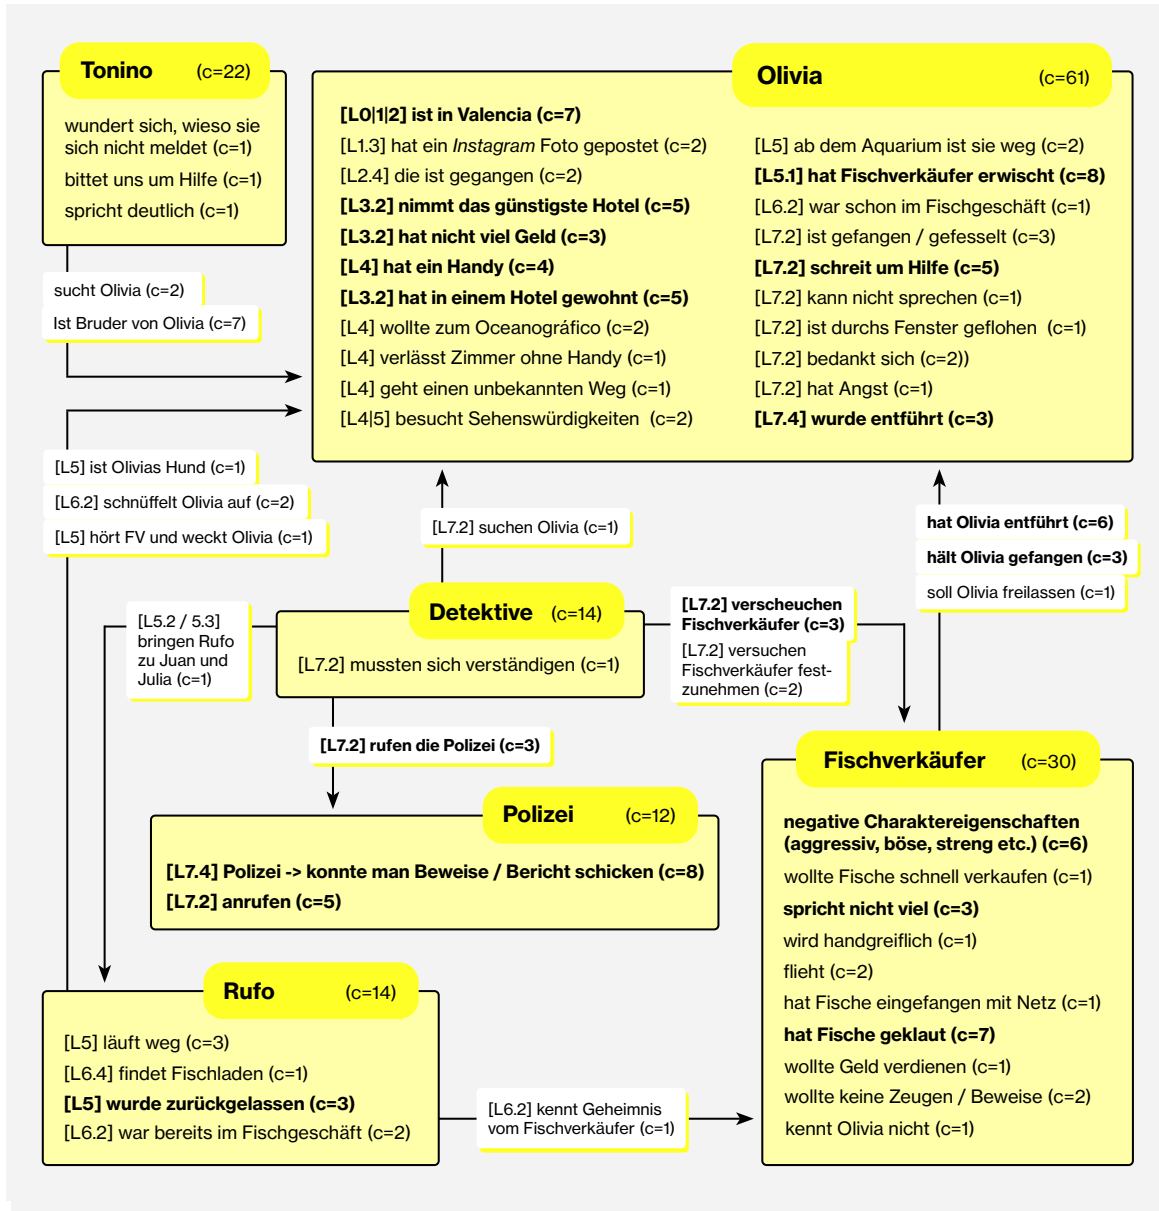 Tonino (c=22)
wundert sich, wieso sie
sich nicht meldet (c=1)
bittet uns um Hilfe (c=1)
spricht deutlich (c=1)
sucht Olivia (c=2)
Ist Bruder von Olivia (c=7)
Olivia (c=61)
[L0|1|2] ist in Valencia (c=7)
[L1.3] hat ein Instagram Foto gepostet (c=2)
[L2.4] die ist gegangen (c=2)
[L3.2] nimmt das günstigste Hotel (c=5)
[L3.2] hat nicht viel Geld (c=3)
[L4] hat ein Handy (c=4)
[L3.2] hat in einem Hotel gewohnt (c=5)
[L4] wollte zum Oceanográfico (c=2)
[L4] verlässt Zimmer ohne Handy (c=1)
[L4] geht einen unbekannten Weg (c=1)
[L4|5] besucht Sehenswürdigkeiten (c=2)
[L5] ab dem Aquarium ist sie weg (c=2)
[L5.1] hat Fischverkäufer erwischt (c=8)
[L6.2] war schon im Fischgeschäft (c=1)
[L7.2] ist gefangen / gefesselt (c=3)
[L7.2] schreit um Hilfe (c=5)
[L7.2] kann nicht sprechen (c=1)
[L7.2] ist durchs Fenster geflohen (c=1)
[L7.2] bedankt sich (c=2))
[L7.2] hat Angst (c=1)
[L7.4] wurde entführt (c=3)
[L5] ist Olivias Hund (c=1)
[L6.2] schnüffelt Olivia auf (c=2)
[L5] hört FV und weckt Olivia (c=1)
[L7.2] suchen Olivia (c=1)
hat Olivia entführt (c=6)
hält Olivia gefangen (c=3)
soll Olivia freilassen (c=1)
Detektive (c=14)
[L7.2] mussten sich verständigen (c=1)
[L5.2 / 5.3]
bringen Rufo
zu Juan und
Julia (c=1)
[L7.2] verscheuchen
Fischverkäufer (c=3)
[L7.2] versuchen
Fischverkäufer fest-
zunehmen (c=2)
[L7.2] rufen die Polizei (c=3)
Polizei (c=12)
[L7.4] Polizei -> konnte man Beweise / Bericht schicken (c=8)
[L7.2] anrufen (c=5)
Fischverkäufer (c=30)
negative Charaktereigenschaften
(aggressiv, böse, streng etc.) (c=6)
wollte Fische schnell verkaufen (c=1)
spricht nicht viel (c=3)
wird handgreiflich (c=1)
flieht (c=2)
hat Fische eingefangen mit Netz (c=1)
hat Fische geklaut (c=7)
wollte Geld verdienen (c=1)
wollte keine Zeugen / Beweise (c=2)
kennt Olivia nicht (c=1)
Rufo (c=14)
[L5] läuft weg (c=3)
[L6.4] findet Fischladen (c=1)
[L5] wurde zurückgelassen (c=3)
[L6.2] war bereits im Fischgeschäft (c=2)
[L6.2] kennt Geheimnis
vom Fischverkäufer (c=1)